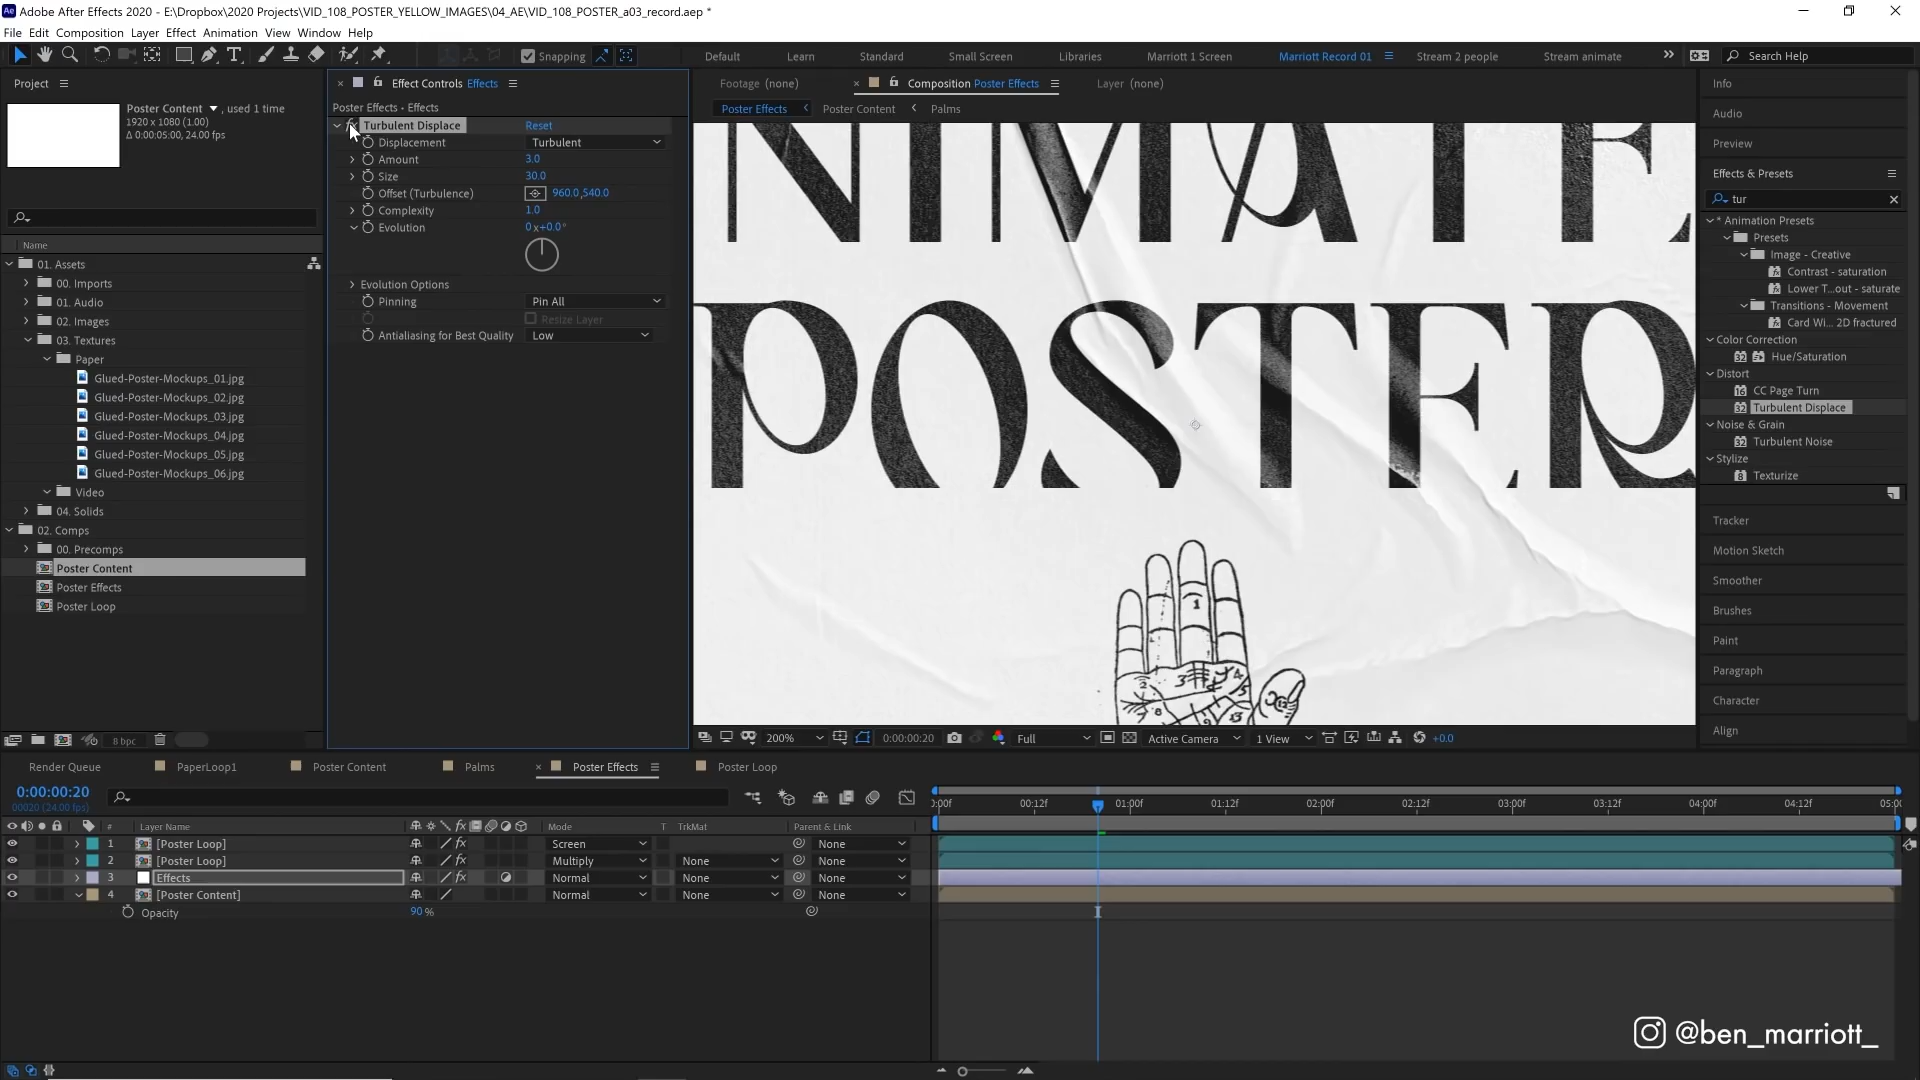 Adobe After Effects 2020 - E:\Dropbox\2020 Projects\VID_108_POSTER_YELLOW_IMAGES\04_AE\VID_108_POSTER_a03_record.aep *
File Edit Composition Layer Effect Animation View Window Help
Snapping
Default Learn Standard Small Screen Libraries Marriott 1 Screen Marriott Record 01 Stream 2 people Stream animate
Search Help
Project
Poster Content , used 1 time
1920 x 1080 (1.00)
Δ 0:00:05:00, 24.00 fps
Name
01. Assets
00. Imports
01. Audio
02. Images
03. Textures
Paper
Glued-Poster-Mockups_01.jpg
Glued-Poster-Mockups_02.jpg
Glued-Poster-Mockups_03.jpg
Glued-Poster-Mockups_04.jpg
Glued-Poster-Mockups_05.jpg
Glued-Poster-Mockups_06.jpg
Video
04. Solids
02. Comps
00. Precomps
Poster Content
Poster Effects
Poster Loop
8 bpc
Effect Controls Effects
Poster Effects - Effects
Turbulent Displace Reset
Displacement Turbulent
Amount 3.0
Size 30.0
Offset (Turbulence) 960.0,540.0
Complexity 1.0
Evolution 0x+0.0°
Evolution Options
Pinning Pin All
Resize Layer
Antialiasing for Best Quality Low
Footage (none) Composition Poster Effects Layer (none)
Poster Effects Poster Content Palms
NIMATE
POSTER
200% 0:00:00:20 Full Active Camera 1 View +0.0
Info
Audio
Preview
Effects & Presets
tur
* Animation Presets
Presets
Image - Creative
Contrast - saturation
Lower T...out - saturate
Transitions - Movement
Card Wi... 2D fractured
Color Correction
Hue/Saturation
Distort
CC Page Turn
Turbulent Displace
Noise & Grain
Turbulent Noise
Stylize
Texturize
Tracker
Motion Sketch
Smoother
Brushes
Paint
Paragraph
Character
Align
Render Queue PaperLoop1 Poster Content Palms Poster Effects Poster Loop
0:00:00:20
00020 (24.00 fps)
00:12f 01:00f 01:12f 02:00f 02:12f 03:00f 03:12f 04:00f 04:12f
# Layer Name Mode T TrkMat Parent & Link
1 [Poster Loop] Screen None
2 [Poster Loop] Multiply None None
3 Effects Normal None None
4 [Poster Content] Normal None None
Opacity 90 %
@ben_marriott_